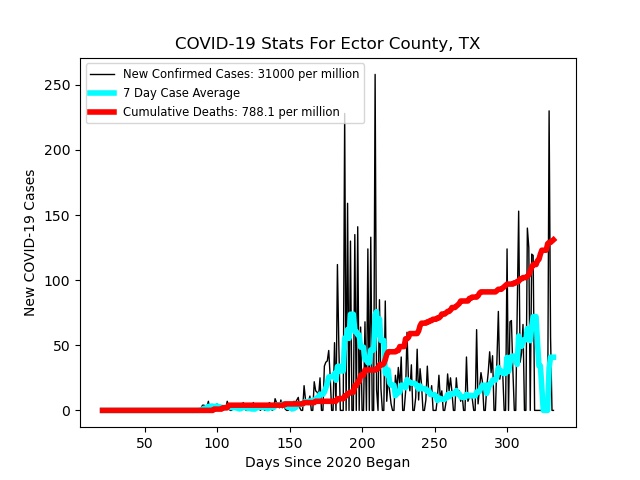 COVID-19 Stats For Ector County, TX
New Confirmed Cases: 31000 per million
7 Day Case Average
Cumulative Deaths: 788.1 per million
New COVID-19 Cases
250
200
150
100
50
0
50 100 150 200 250 300
Days Since 2020 Began